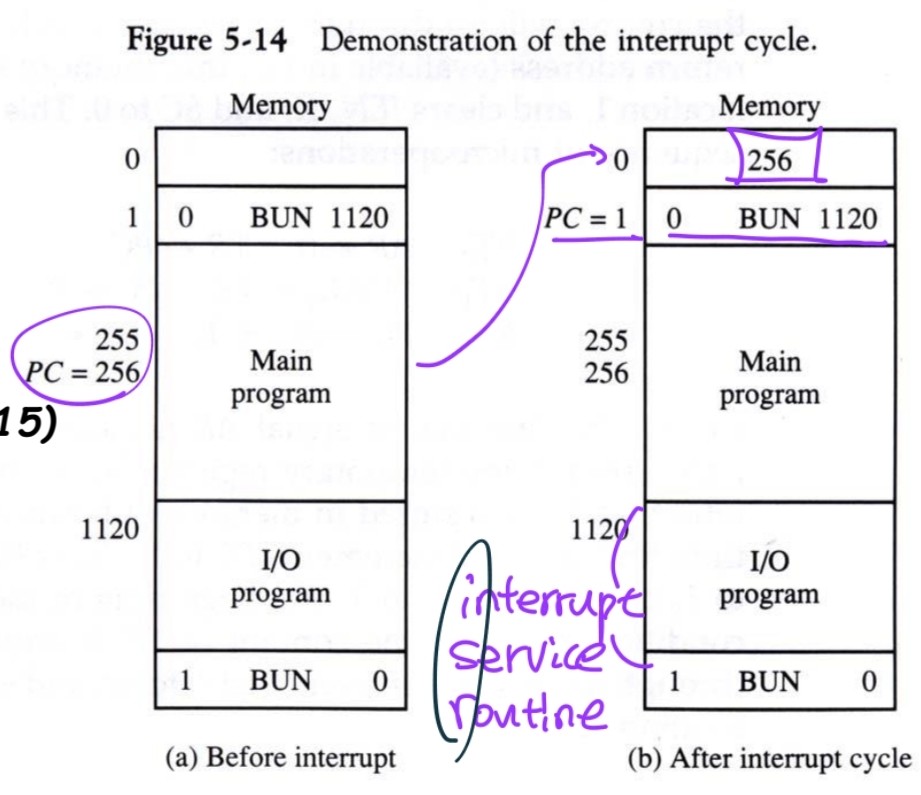 Figure 5-14 Demonstration of the interrupt cycle.
Memory
0
1 0 BUN 1120
255
PC = 256
15)
Main
program
1120
I/O
program
BUN 0
(a) Before interrupt
Memory
0 256
PC = 1 0 BUN 1120
255
256
Main
program
1120
I/O
program
interrupt
service
routine
BUN 0
(b) After interrupt cycle